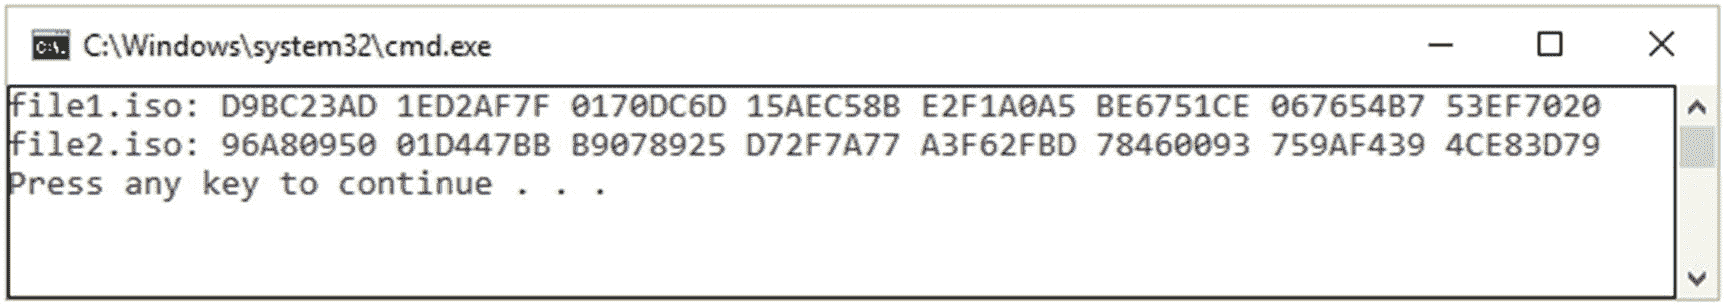 C:\Windows\system32\cmd.exe
file1.iso: D9BC23AD 1ED2AF7F 0170DC6D 15AEC58B E2F1A0A5 BE6751CE 067654B7 53EF7020
file2.iso: 96A80950 01D447BB B9078925 D72F7A77 A3F62FBD 78460093 759AF439 4CE83D79
Press any key to continue . . .